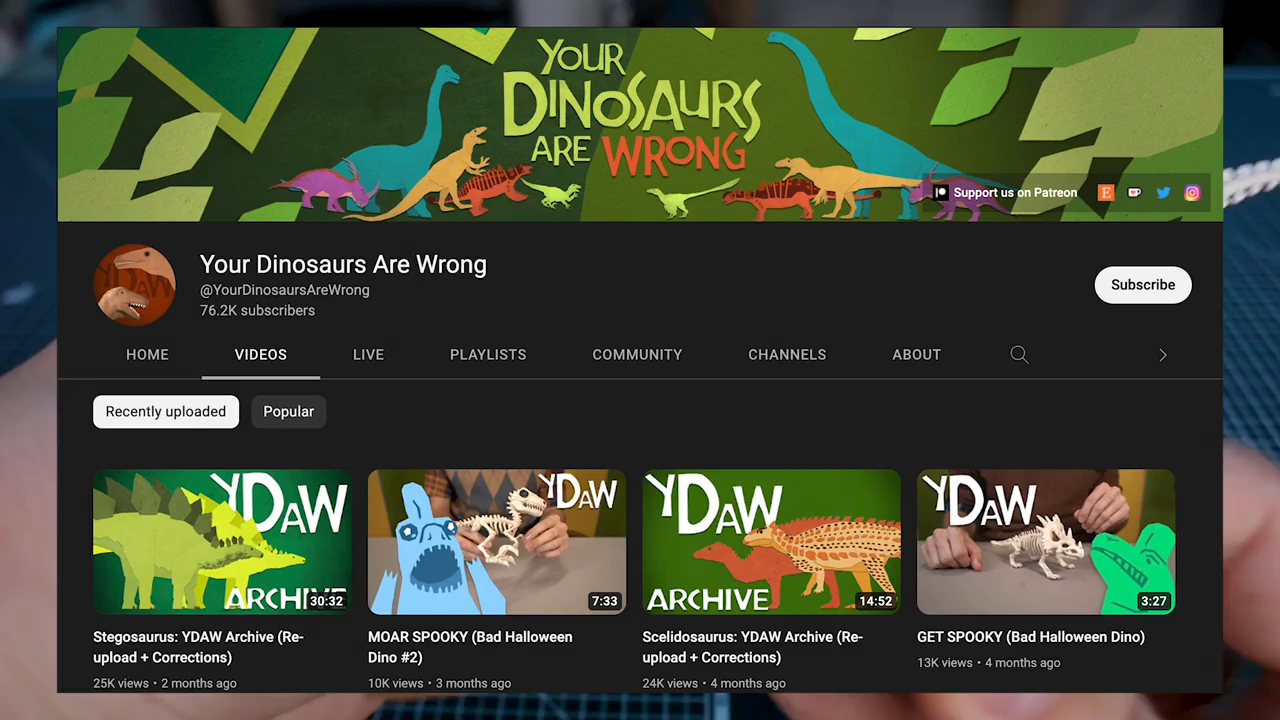 YOUR
DINOSAURS
ARE WRONG
Support us on Patreon
Your Dinosaurs Are Wrong
@YourDinosaursAreWrong
76.2K subscribers
Subscribe
HOME VIDEOS LIVE PLAYLISTS COMMUNITY CHANNELS ABOUT
Recently uploaded Popular
YDAW
ARCHIVE
30:32
YDAW
7:33
YDAW
ARCHIVE
14:52
YDAW
3:27
Stegosaurus: YDAW Archive (Re-
upload + Corrections)
25K views • 2 months ago
MOAR SPOOKY (Bad Halloween
Dino #2)
10K views • 3 months ago
Scelidosaurus: YDAW Archive (Re-
upload + Corrections)
24K views • 4 months ago
GET SPOOKY (Bad Halloween Dino)
13K views • 4 months ago